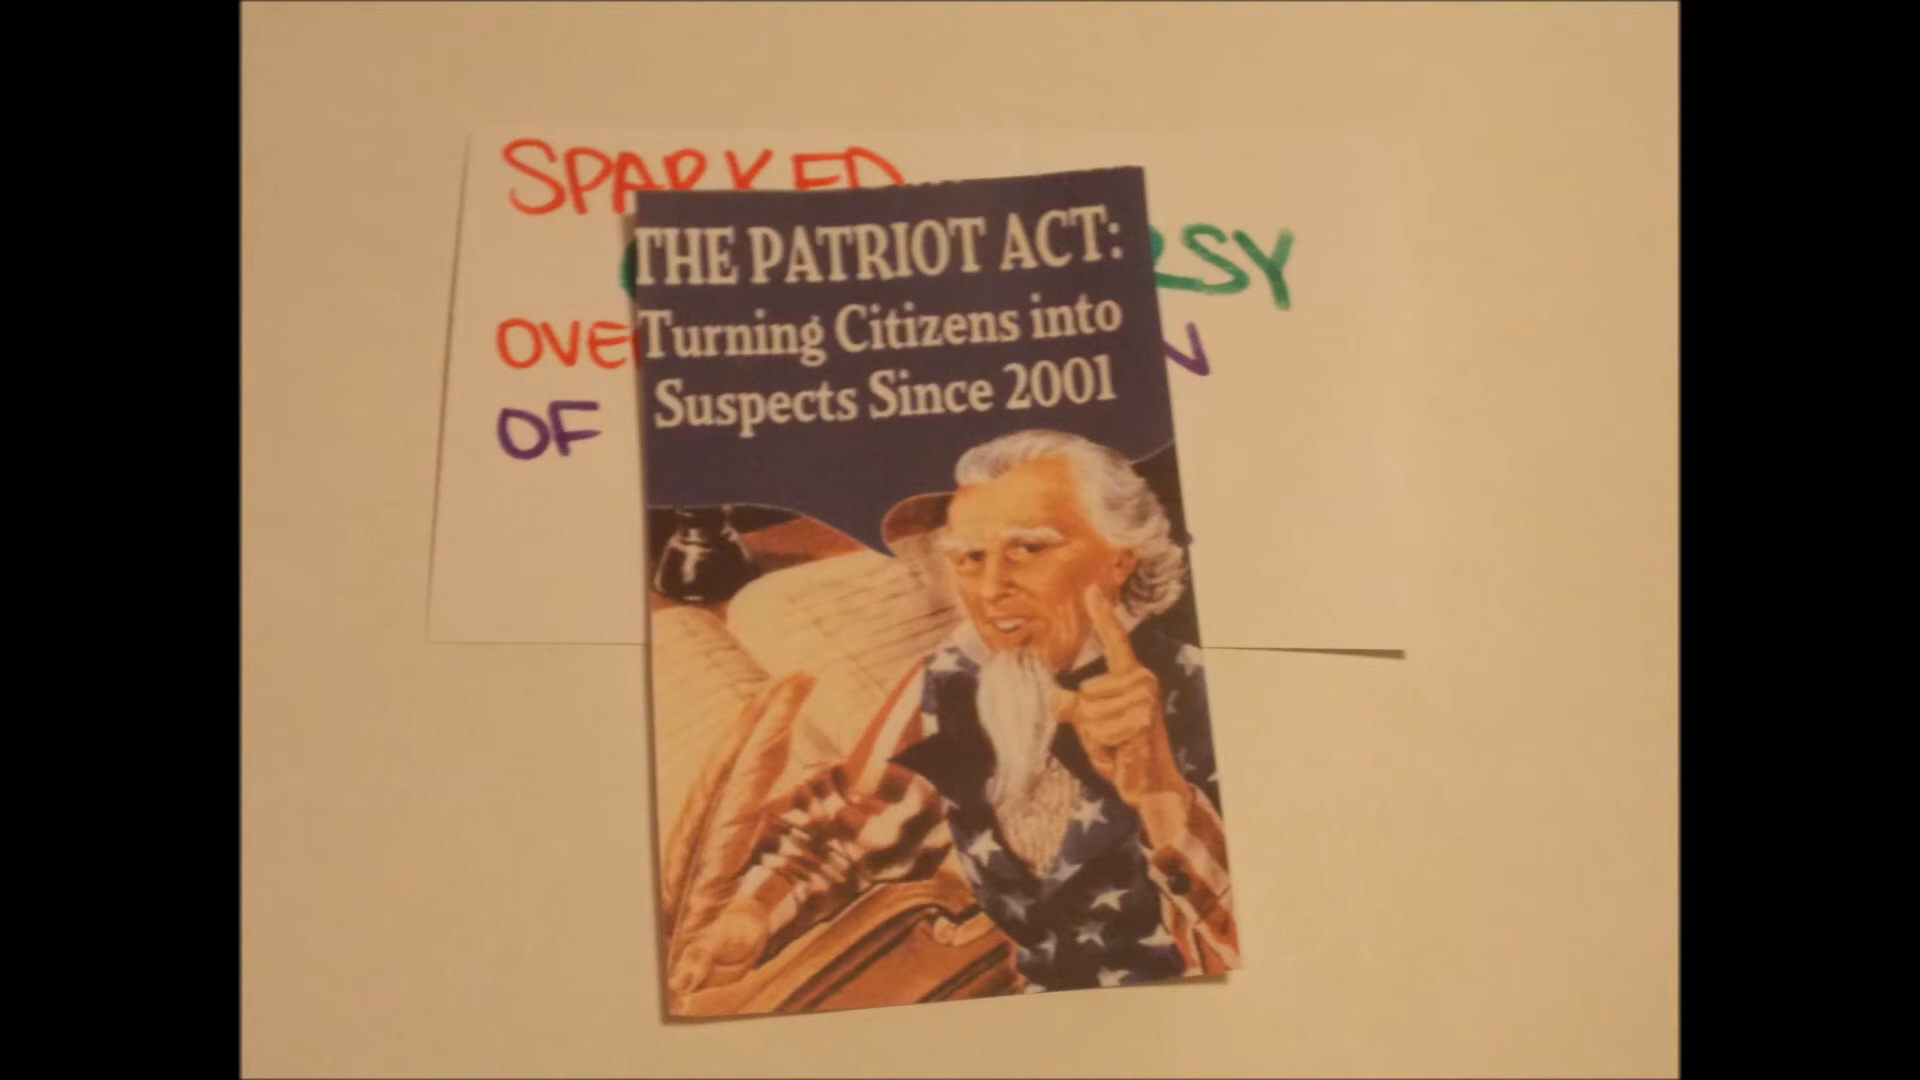 SPARKED
THE PATRIOT ACT:
Turning Citizens into
Suspects Since 2001
OF